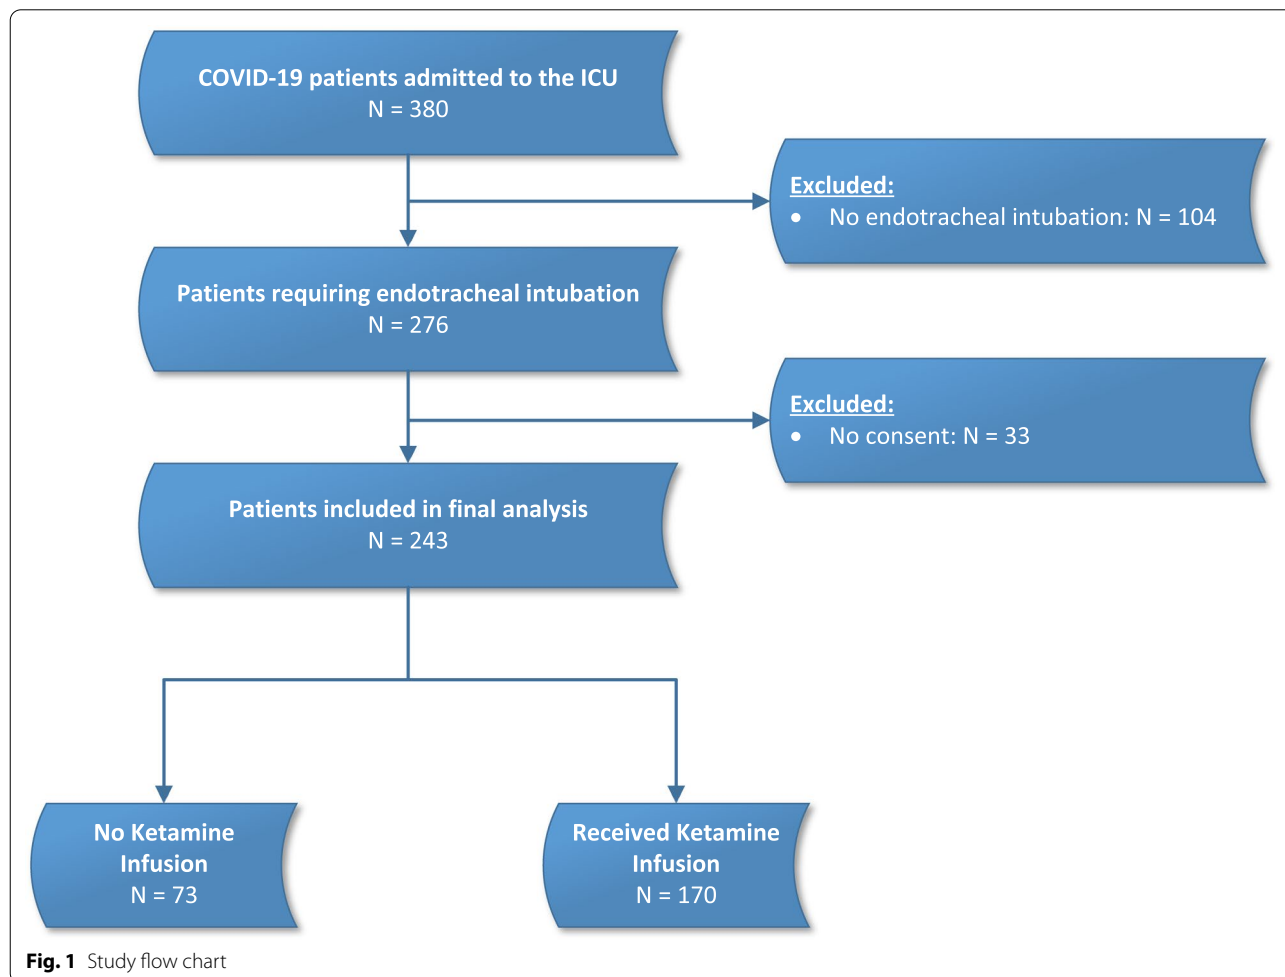 COVID-19 patients admitted to the ICU
N = 380
Excluded:
• No endotracheal intubation: N = 104
Patients requiring endotracheal intubation
N = 276
Excluded:
• No consent: N = 33
Patients included in final analysis
N = 243
No Ketamine
Infusion
N = 73
Received Ketamine
Infusion
N = 170
Fig. 1 Study flow chart